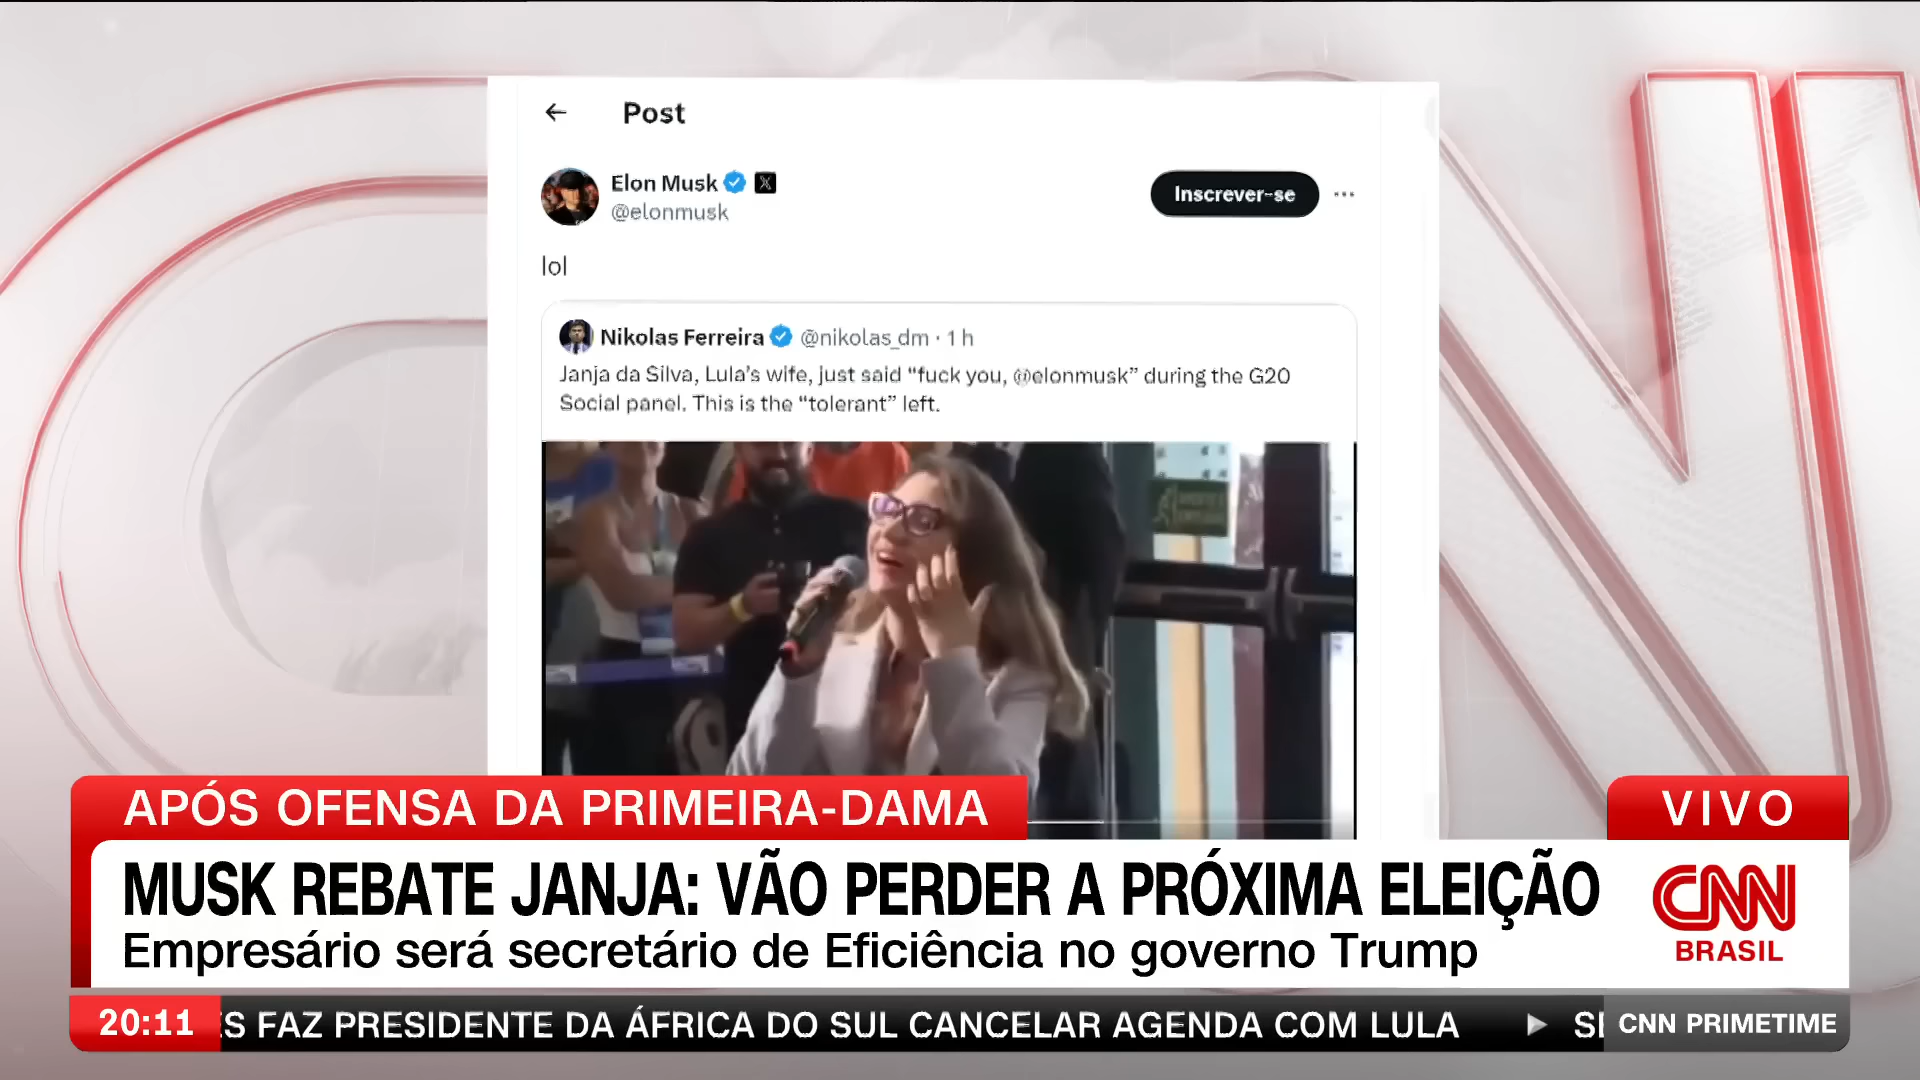 Post
Elon Musk
@elonmusk
Inscrever-se
lol
Nikolas Ferreira @nikolas_dm · 1 h
Janja da Silva, Lula's wife, just said “fuck you, @elonmusk” during the G20
Social panel. This is the “tolerant” left.
APÓS OFENSA DA PRIMEIRA-DAMA
VIVO
MUSK REBATE JANJA: VÃO PERDER A PRÓXIMA ELEIÇÃO
Empresário será secretário de Eficiência no governo Trump
CNN
BRASIL
20:11
ES FAZ PRESIDENTE DA ÁFRICA DO SUL CANCELAR AGENDA COM LULA
CNN PRIMETIME